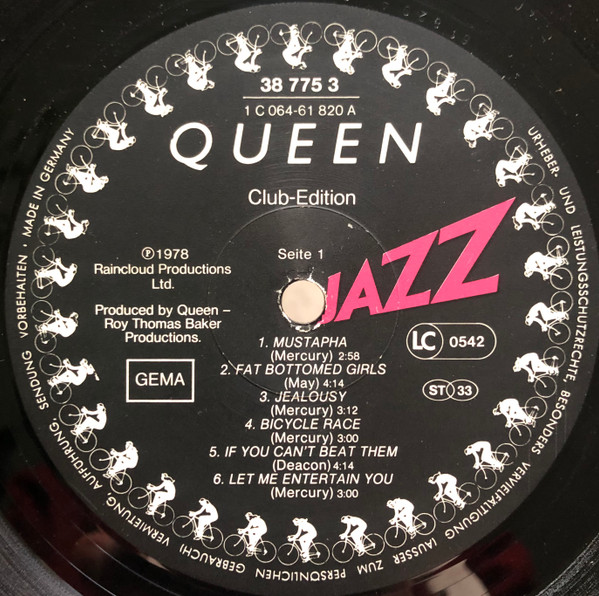 38 775 3
1 C 064-61 820 A
QUEEN
Club-Edition
℗ 1978
Raincloud Productions
Ltd.
Seite 1
JAZZ
Produced by Queen –
Roy Thomas Baker
Productions.
GEMA
LC 0542
ST 33
1. MUSTAPHA
(Mercury) 2:58
2. FAT BOTTOMED GIRLS
(May) 4:14
3. JEALOUSY
(Mercury) 3:12
4. BICYCLE RACE
(Mercury) 3:00
5. IF YOU CAN'T BEAT THEM
(Deacon) 4:14
6. LET ME ENTERTAIN YOU
(Mercury) 3:00
URHEBER- UND LEISTUNGSSCHUTZRECHTE, BESONDERS VERVIELFÄLTIGUNG (AUSSER ZUM PERSÖNLICHEN GEBRAUCH) VERMIETUNG, AUFFÜHRUNG, SENDUNG VORBEHALTEN · MADE IN GERMANY